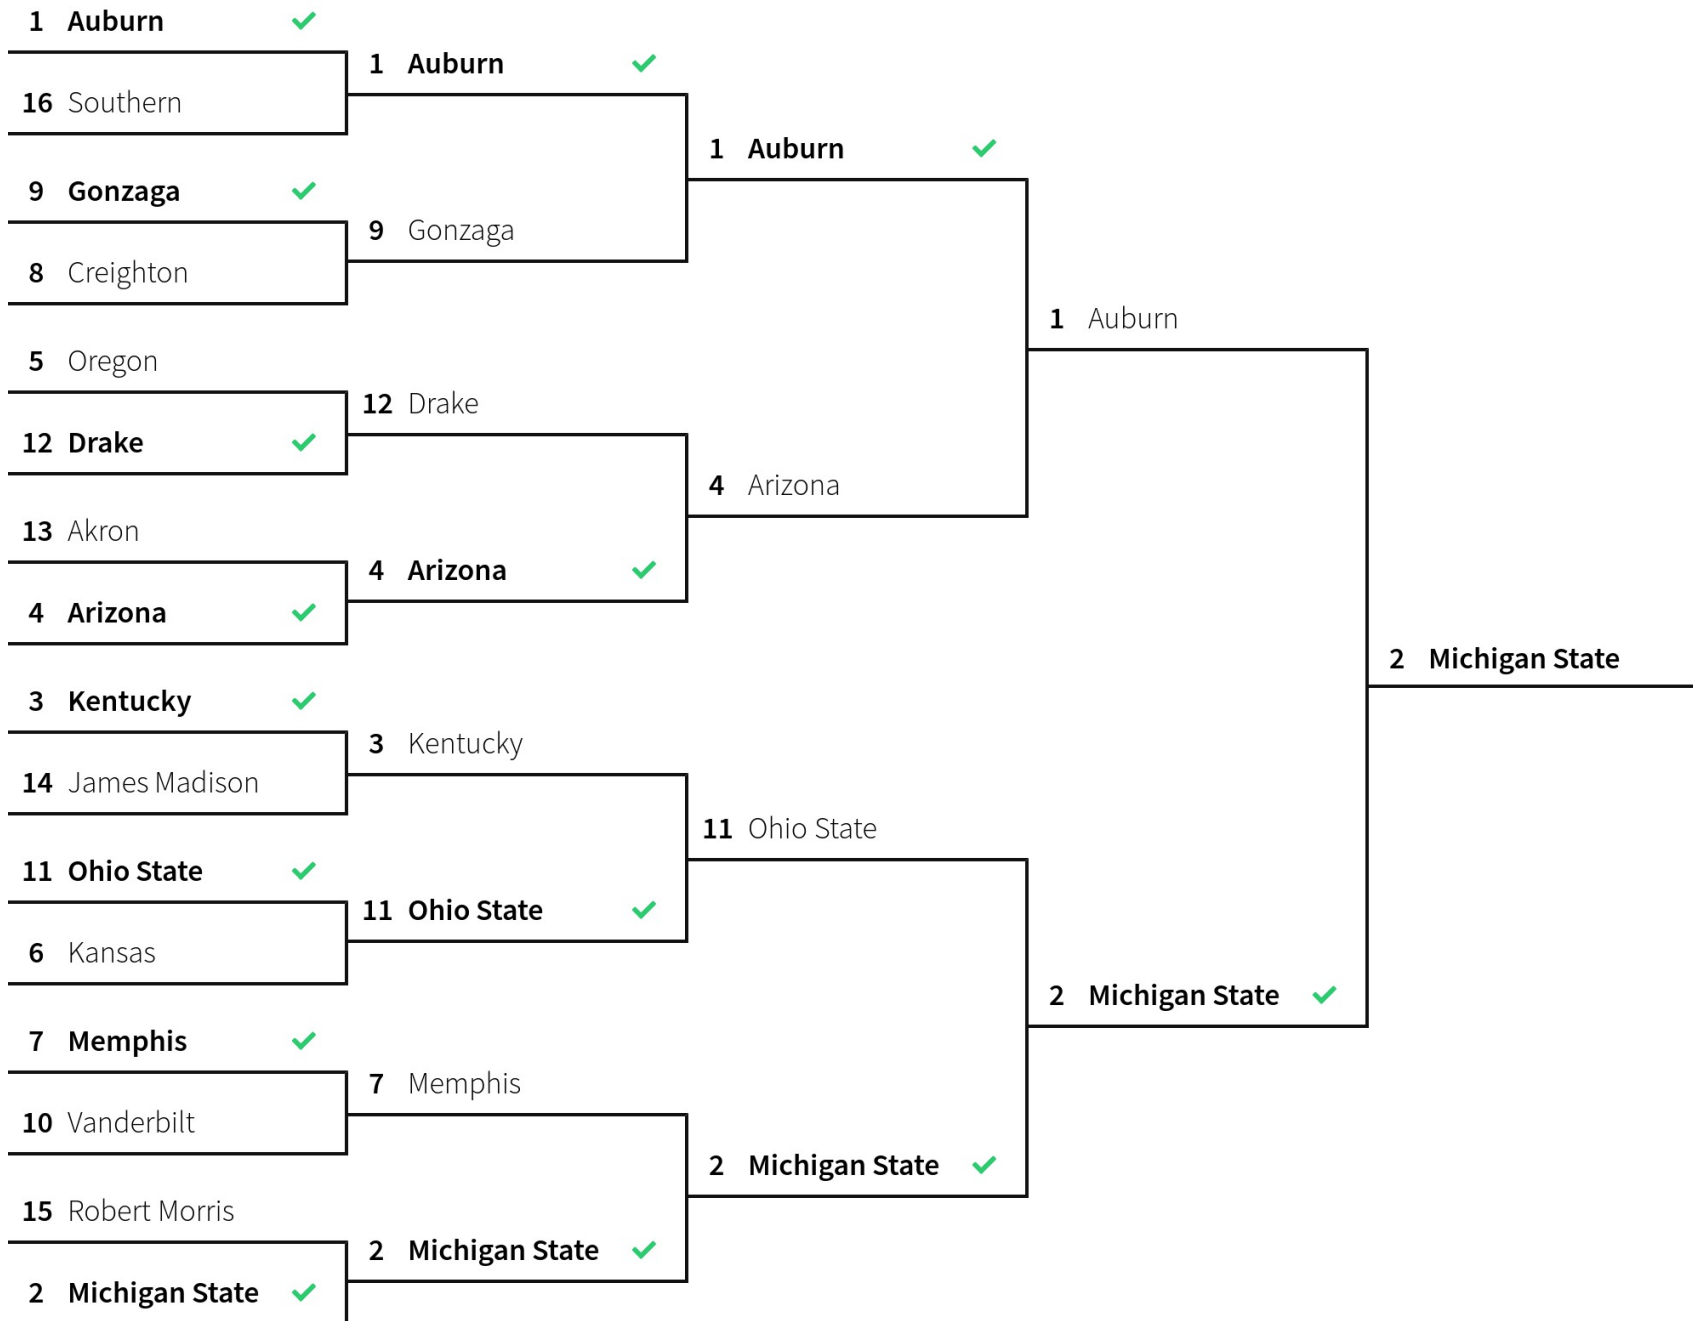 1 Auburn
16 Southern
9 Gonzaga
8 Creighton
5 Oregon
12 Drake
13 Akron
4 Arizona
3 Kentucky
14 James Madison
11 Ohio State
6 Kansas
7 Memphis
10 Vanderbilt
15 Robert Morris
2 Michigan State
1 Auburn
9 Gonzaga
12 Drake
4 Arizona
3 Kentucky
11 Ohio State
7 Memphis
2 Michigan State
1 Auburn
4 Arizona
11 Ohio State
2 Michigan State
1 Auburn
2 Michigan State
2 Michigan State